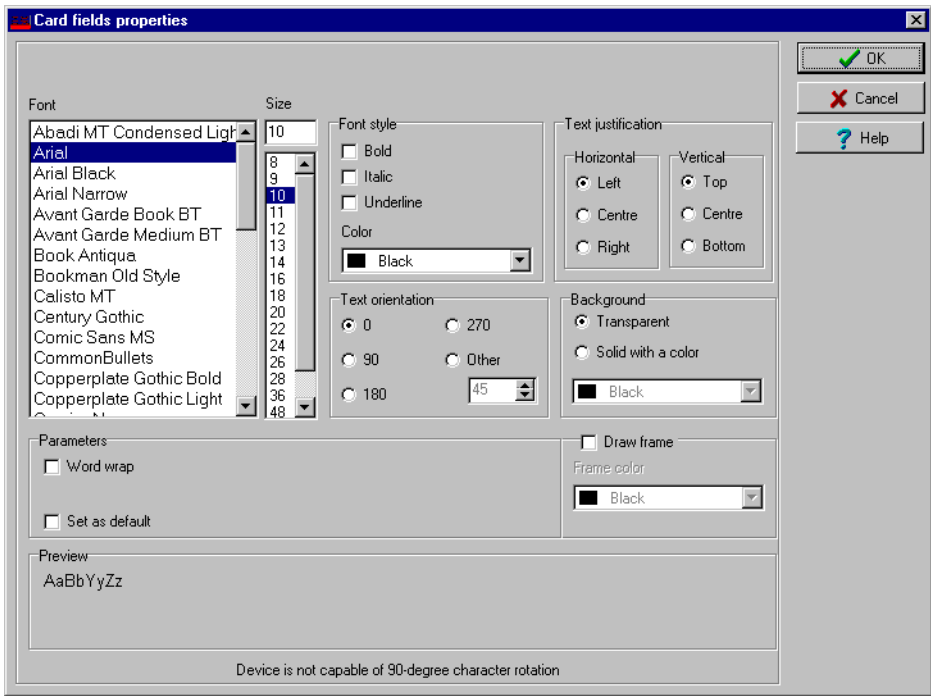 Card fields properties
OK
Cancel
Help
Font
Size
Abadi MT Condensed Ligh
Arial
Arial Black
Arial Narrow
Avant Garde Book BT
Avant Garde Medium BT
Book Antiqua
Bookman Old Style
Calisto MT
Century Gothic
Comic Sans MS
CommonBullets
Copperplate Gothic Bold
Copperplate Gothic Light
10
8
9
10
11
12
13
14
16
18
20
22
24
26
28
36
48
Font style
Bold
Italic
Underline
Color
Black
Text justification
Horizontal
Left
Centre
Right
Vertical
Top
Centre
Bottom
Text orientation
0
270
90
Other
180
45
Background
Transparent
Solid with a color
Black
Parameters
Word wrap
Set as default
Draw frame
Frame color
Black
Preview
AaBbYyZz
Device is not capable of 90-degree character rotation